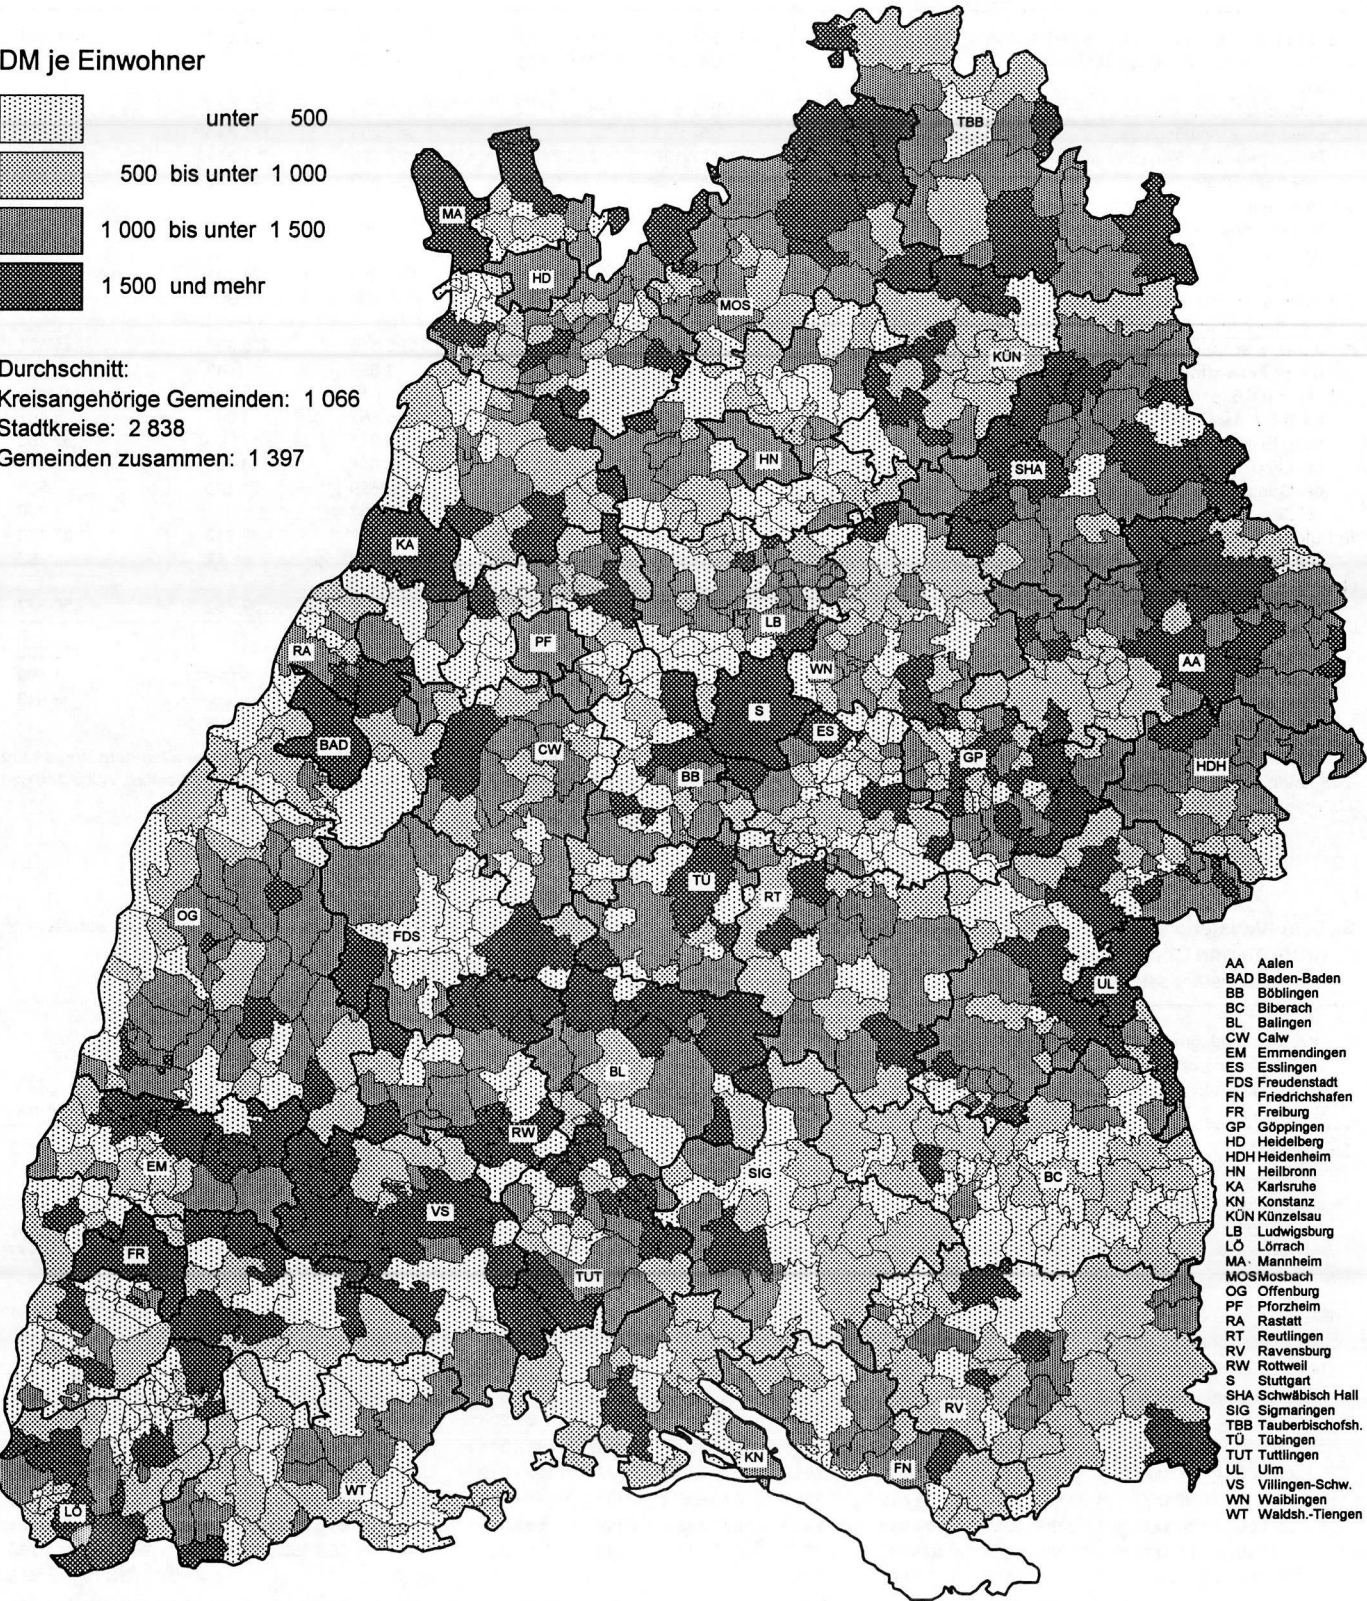 DM je Einwohner
unter 500
500 bis unter 1 000
1 000 bis unter 1 500
1 500 und mehr
Durchschnitt:
Kreisangehörige Gemeinden: 1 066
Stadtkreise: 2 838
Gemeinden zusammen: 1 397
TBB
MA
HD
MOS
KÜN
HN
SHA
KA
LB
PF
RA
WN
AA
S
ES
BAD
CW
GP
BB
HDH
TÜ
RT
OG
FDS
UL
BL
RW
EM
SIG
BC
VS
FR
TUT
RV
KN
FN
WT
LÖ
AA Aalen
BAD Baden-Baden
BB Böblingen
BC Biberach
BL Balingen
CW Calw
EM Emmendingen
ES Esslingen
FDS Freudenstadt
FN Friedrichshafen
FR Freiburg
GP Göppingen
HD Heidelberg
HDH Heidenheim
HN Heilbronn
KA Karlsruhe
KN Konstanz
KÜN Künzelsau
LB Ludwigsburg
LÖ Lörrach
MA Mannheim
MOS Mosbach
OG Offenburg
PF Pforzheim
RA Rastatt
RT Reutlingen
RV Ravensburg
RW Rottweil
S Stuttgart
SHA Schwäbisch Hall
SIG Sigmaringen
TBB Tauberbischofsh.
TÜ Tübingen
TUT Tuttlingen
UL Ulm
VS Villingen-Schw.
WN Waiblingen
WT Waldsh.-Tiengen